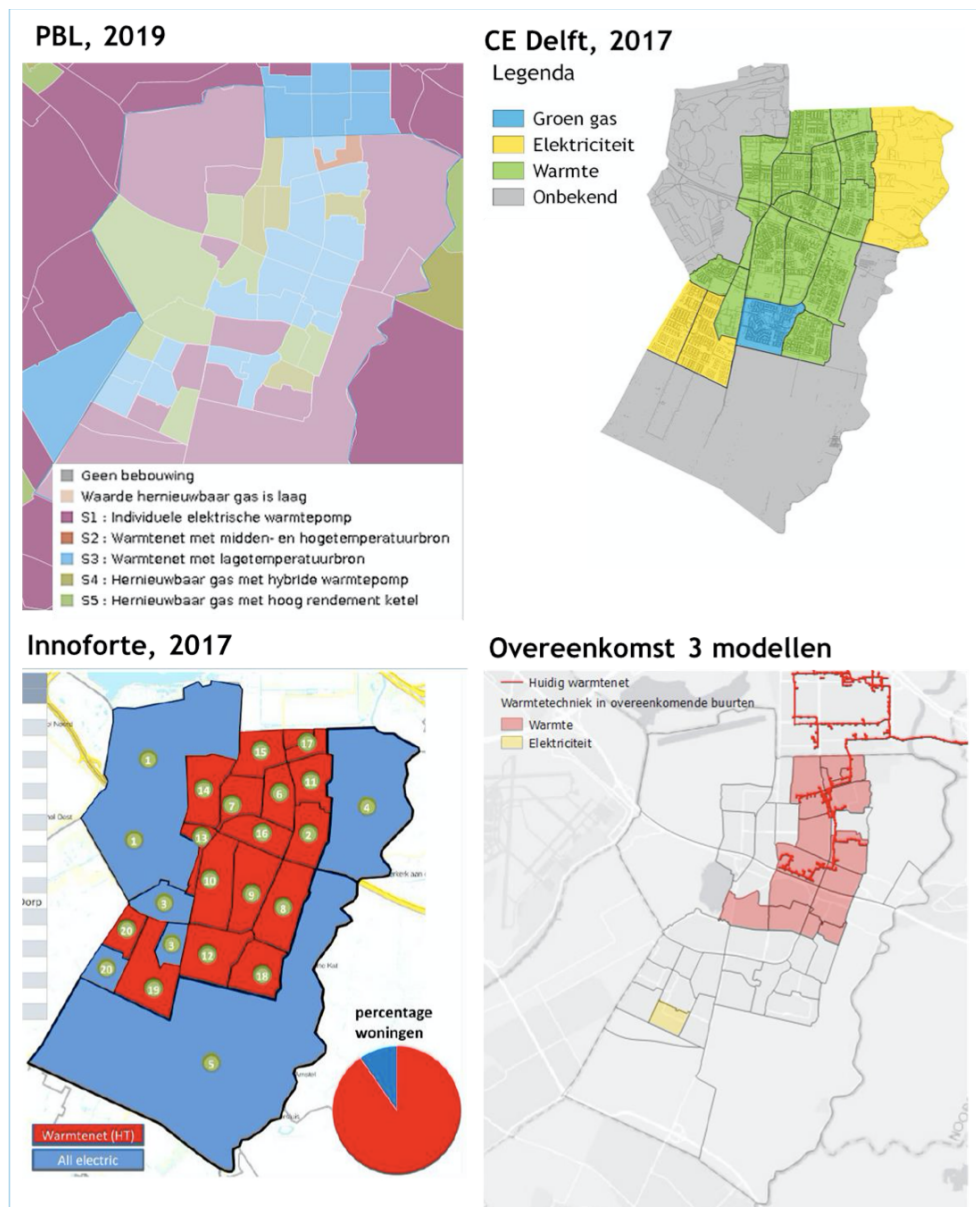 PBL, 2019
Geen bebouwing
Waarde hernieuwbaar gas is laag
S1 : Individuele elektrische warmtepomp
S2 : Warmtenet met midden- en hogetemperatuurbron
S3 : Warmtenet met lagetemperatuurbron
S4 : Hernieuwbaar gas met hybride warmtepomp
S5 : Hernieuwbaar gas met hoog rendement ketel
CE Delft, 2017
Legenda
Groen gas
Elektriciteit
Warmte
Onbekend
Innoforte, 2017
15
17
1
14
7
6
11
4
1
13
16
2
10
9
8
3
Dorp
20
3
12
20
19
18
5
percentage
woningen
Warmtenet (HT)
All electric
Overeenkomst 3 modellen
Huidig warmtenet
Warmtetechniek in overeenkomende buurten
Warmte
Elektriciteit